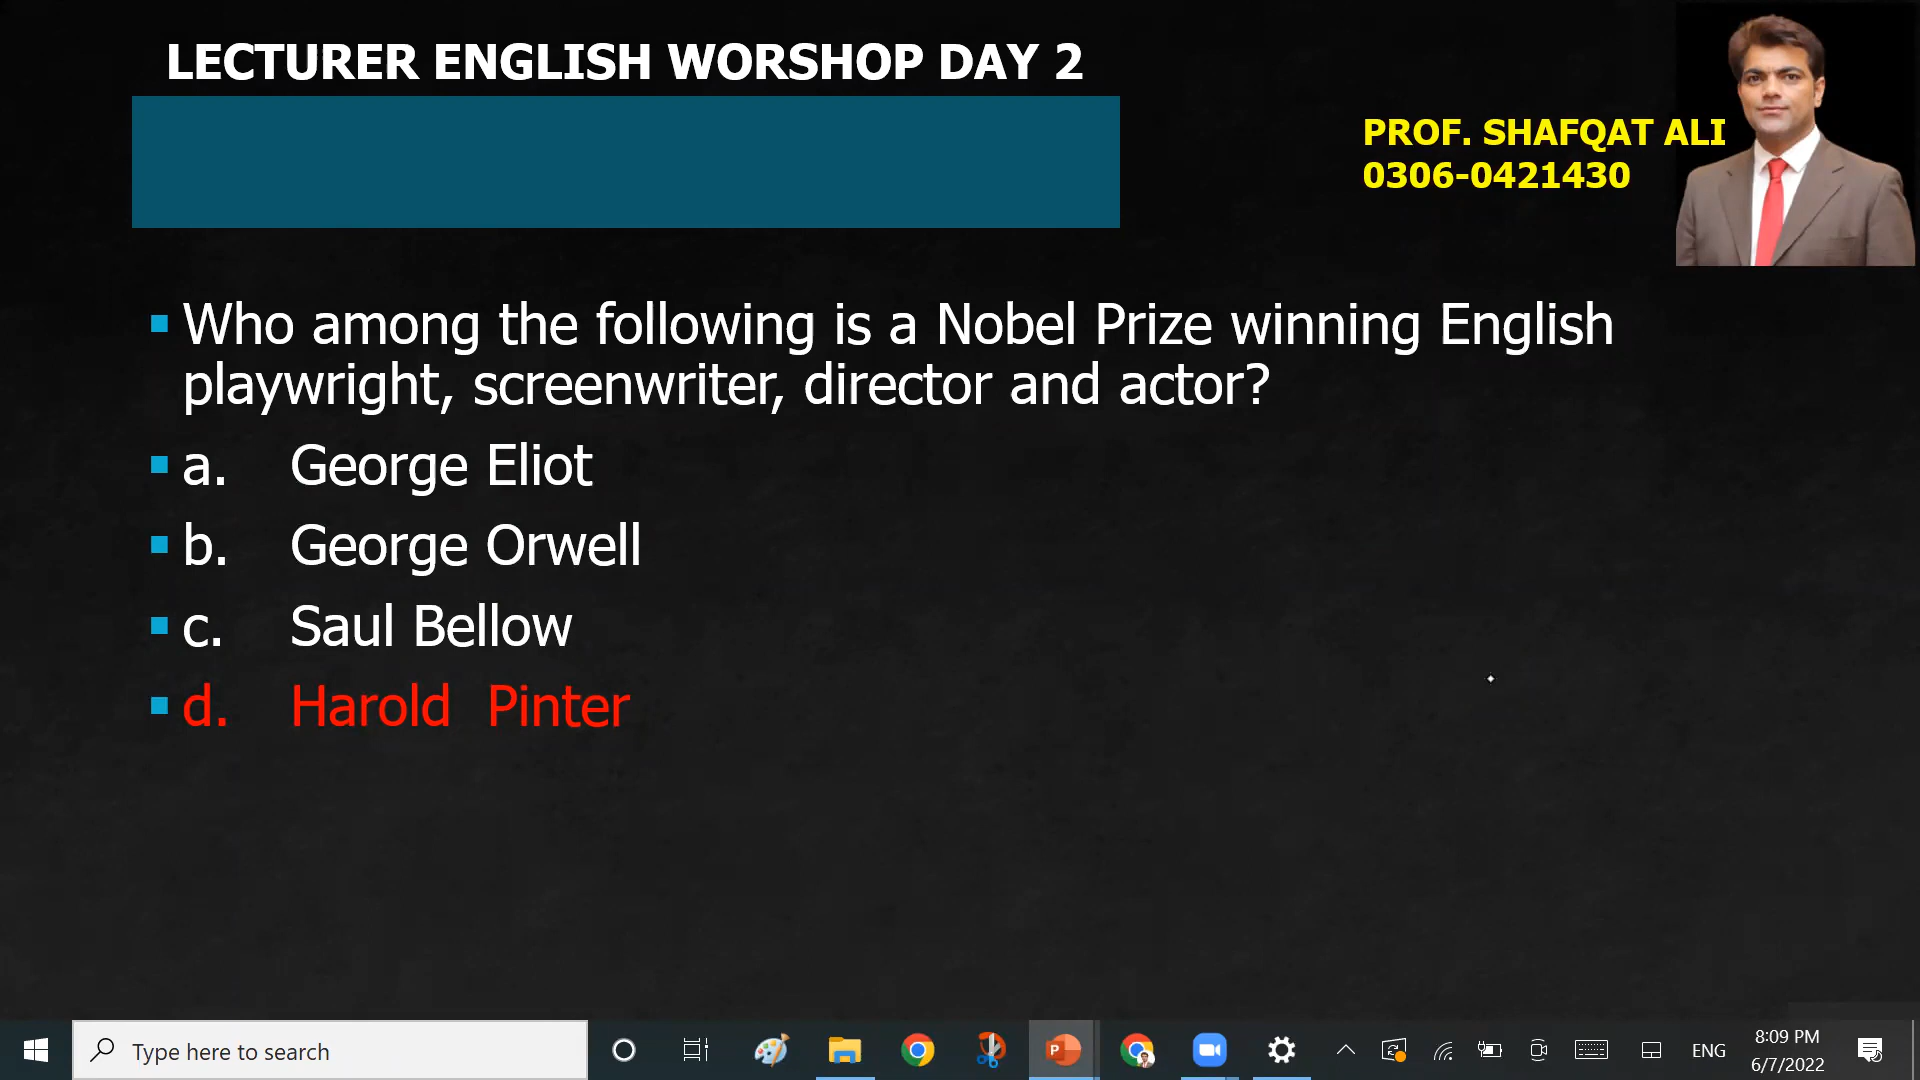 LECTURER ENGLISH WORSHOP DAY 2
PROF. SHAFQAT ALI
0306-0421430
Who among the following is a Nobel Prize winning English
playwright, screenwriter, director and actor?
a. George Eliot
b. George Orwell
c. Saul Bellow
d. Harold Pinter
Type here to search
P
ENG
8:09 PM
6/7/2022